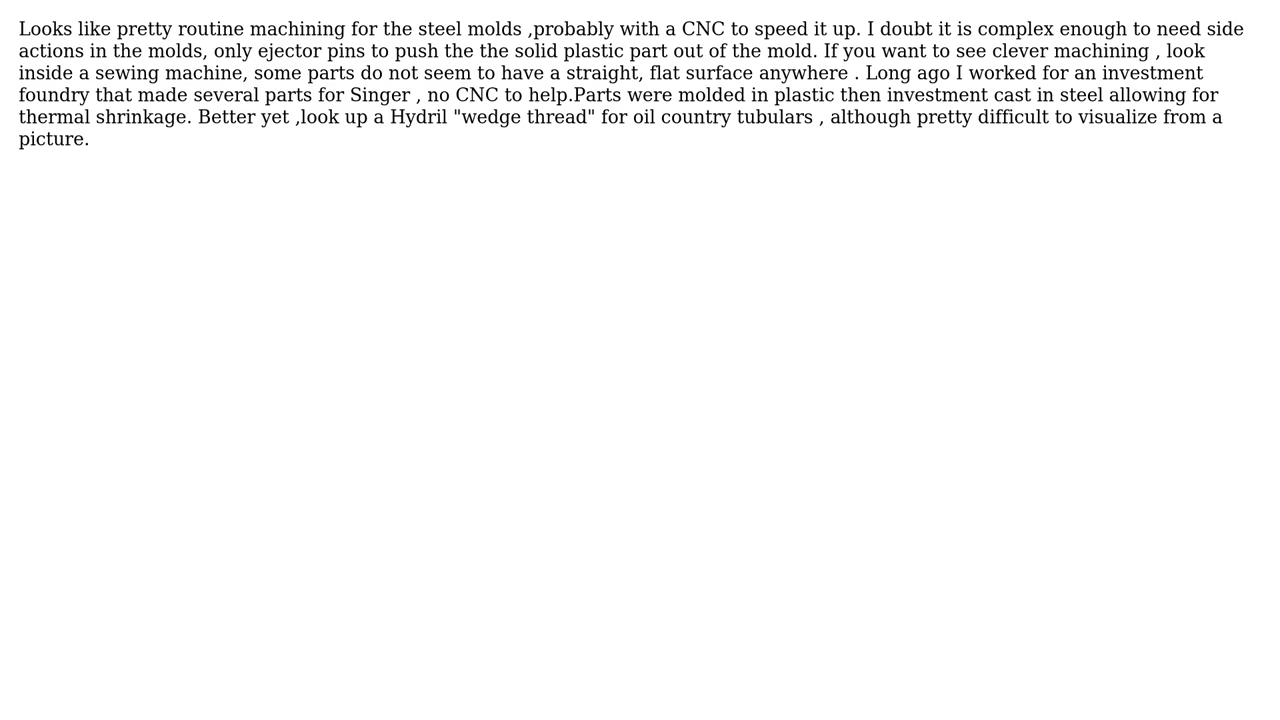 Looks like pretty routine machining for the steel molds ,probably with a CNC to speed it up. I doubt it is complex enough to need side
actions in the molds, only ejector pins to push the the solid plastic part out of the mold. If you want to see clever machining , look
inside a sewing machine, some parts do not seem to have a straight, flat surface anywhere . Long ago I worked for an investment
foundry that made several parts for Singer , no CNC to help.Parts were molded in plastic then investment cast in steel allowing for
thermal shrinkage. Better yet ,look up a Hydril "wedge thread" for oil country tubulars , although pretty difficult to visualize from a
picture.